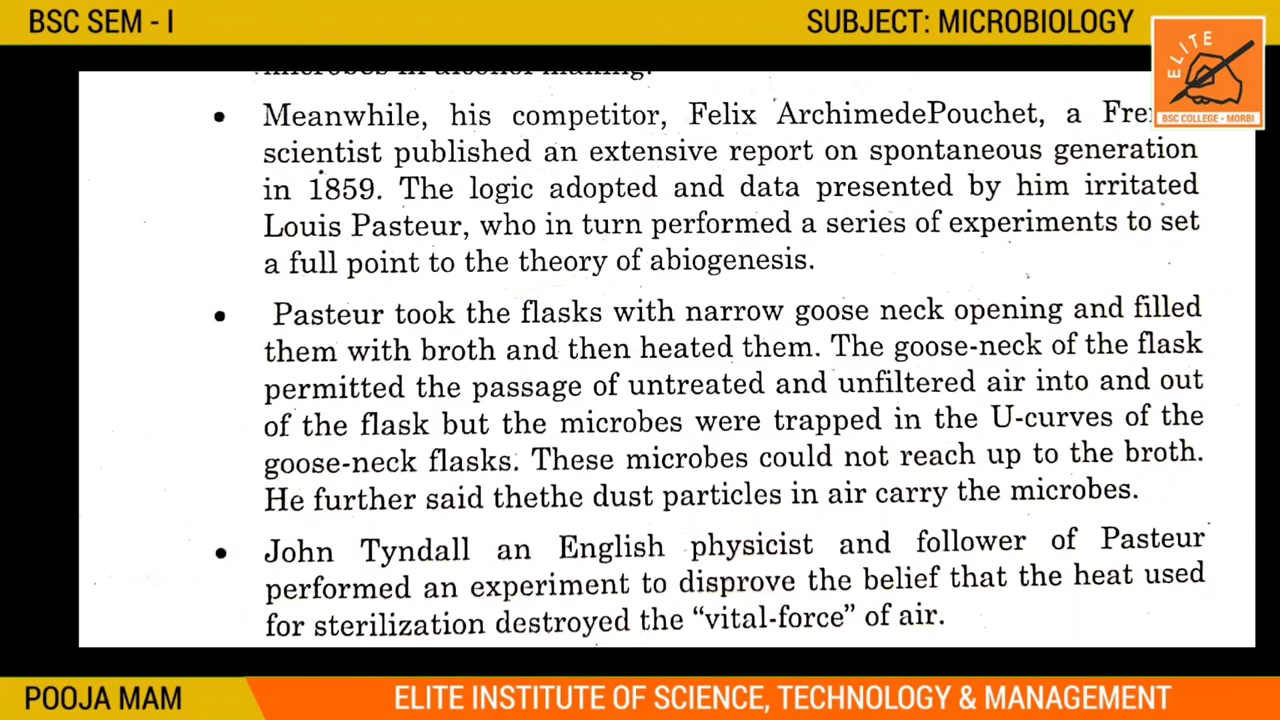 BSC SEM - I
SUBJECT: MICROBIOLOGY
ELITE
BSC COLLEGE - MORBI
microbes in alcohol making.
• Meanwhile, his competitor, Felix ArchimedePouchet, a
scientist published an extensive report on spontaneous generation
in 1859. The logic adopted and data presented by him irritated
Louis Pasteur, who in turn performed a series of experiments to set
a full point to the theory of abiogenesis.
• Pasteur took the flasks with narrow goose neck opening and filled
them with broth and then heated them. The goose-neck of the flask
permitted the passage of untreated and unfiltered air into and out
of the flask but the microbes were trapped in the U-curves of the
goose-neck flasks. These microbes could not reach up to the broth.
He further said thethe dust particles in air carry the microbes.
• John Tyndall an English physicist and follower of Pasteur
performed an experiment to disprove the belief that the heat used
for sterilization destroyed the “vital-force” of air.
POOJA MAM
ELITE INSTITUTE OF SCIENCE, TECHNOLOGY & MANAGEMENT